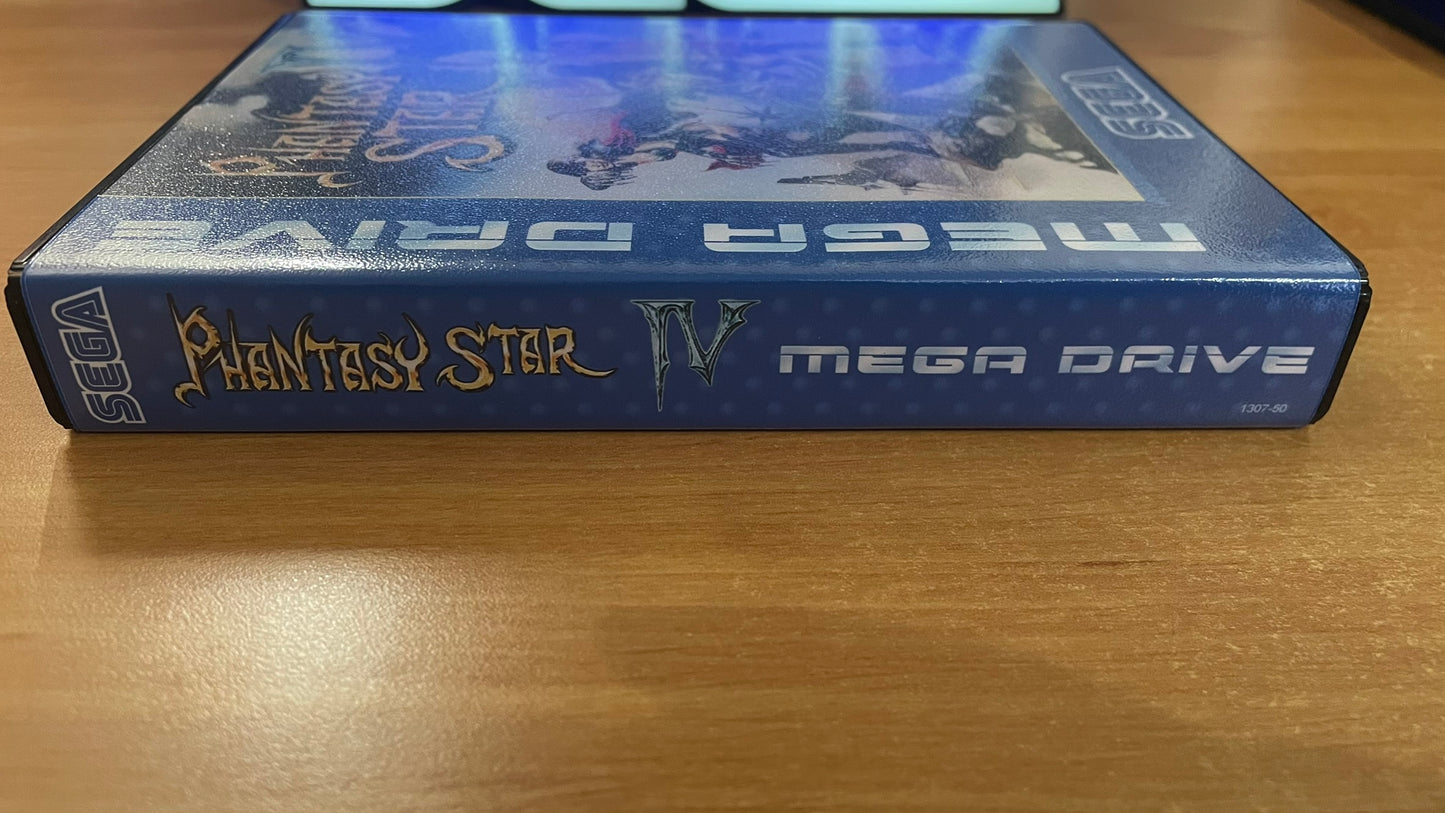 PHANTASY
STAR
SEGA
MEGA DRIVE
SEGA
PHANTASY STAR IV
MEGA DRIVE
1307-50